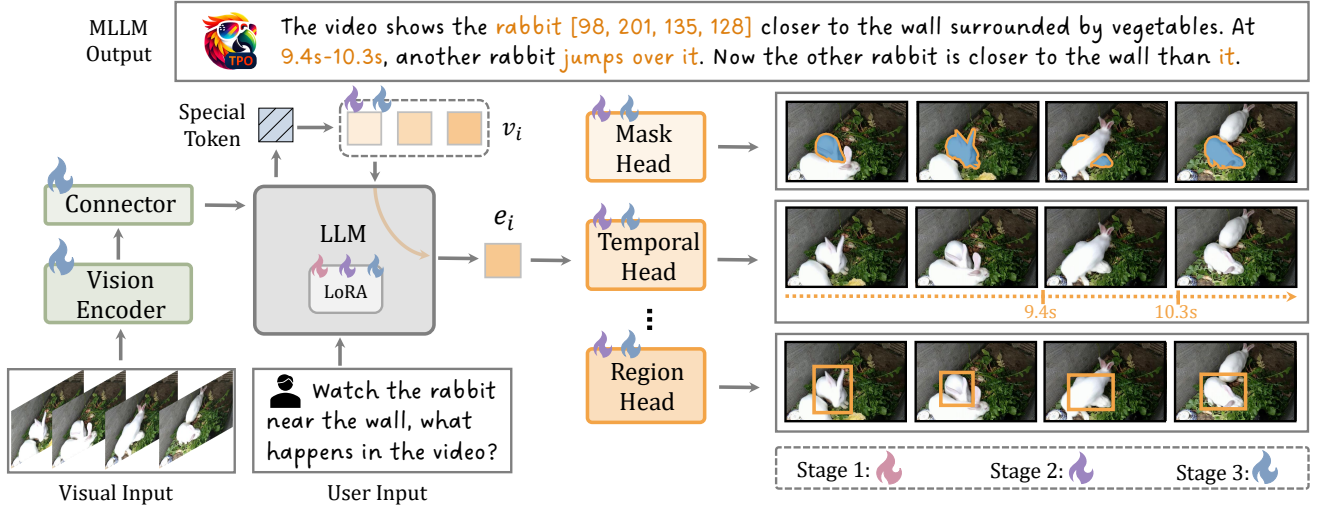 MLLM
Output
TPO
The video shows the rabbit [98, 201, 135, 128] closer to the wall surrounded by vegetables. At
9.4s-10.3s, another rabbit jumps over it. Now the other rabbit is closer to the wall than it.
Special
Token
v_i
Connector
Vision
Encoder
LLM
LoRA
e_i
Mask
Head
Temporal
Head
⋮
Region
Head
9.4s
10.3s
Watch the rabbit
near the wall, what
happens in the video?
Visual Input
User Input
Stage 1:
Stage 2:
Stage 3: